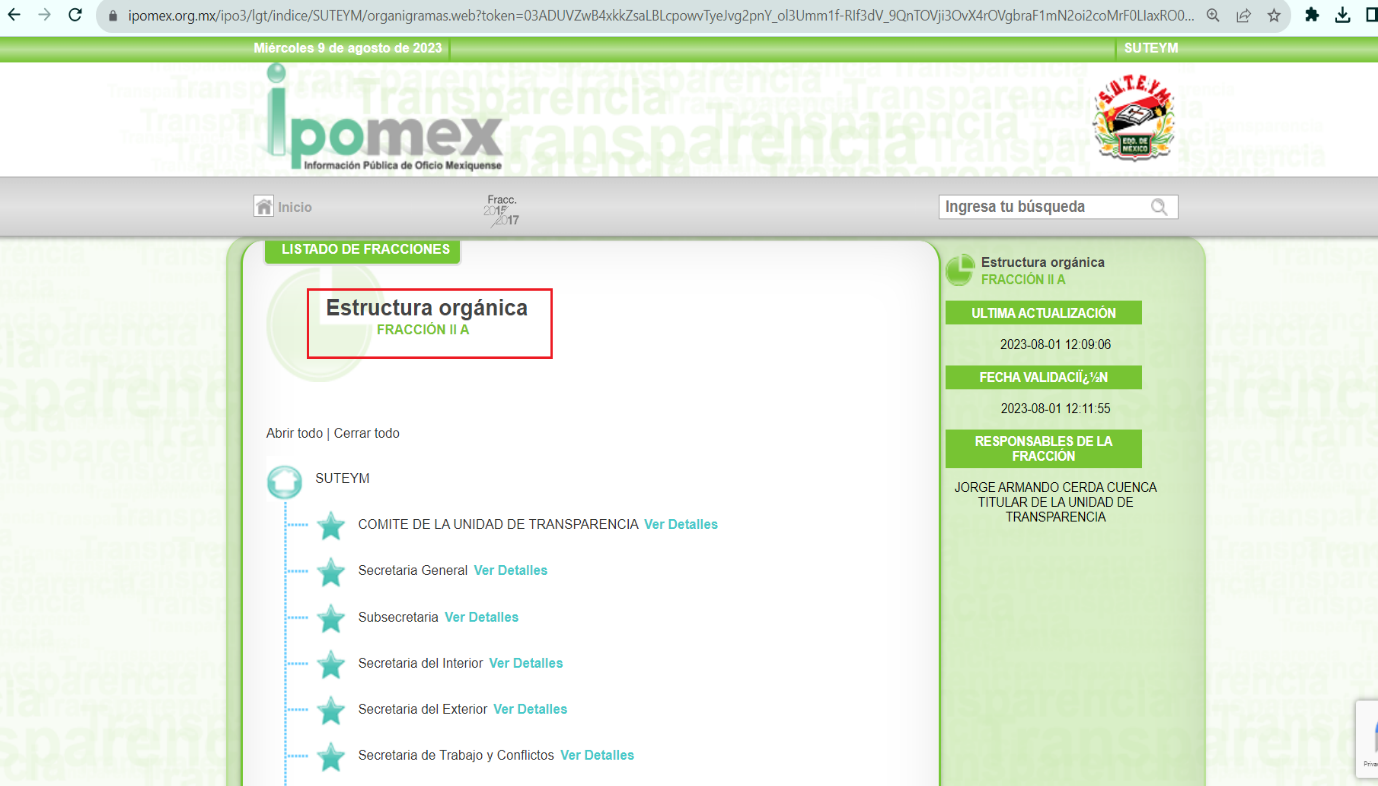 ipomex.org.mx/ipo3/lgt/indice/SUTEYM/organigramas.web?token=03ADUVZwB4xkkZsaLBLcpowvTyeJvg2pnY_ol3Umm1f-RIf3dV_9QnTOVji3OvX4rOVgbraF1mN2oi2coMrF0LIaxRO0...
Miércoles 9 de agosto de 2023
SUTEYM
Transparencia
ipomex
Información Pública de Oficio Mexiquense
S.U.T.E.Y.M.
EDO. DE
MÉXICO
Inicio
Fracc.
2015
2017
Ingresa tu búsqueda
LISTADO DE FRACCIONES
Estructura orgánica
FRACCIÓN II A
Abrir todo | Cerrar todo
SUTEYM
COMITE DE LA UNIDAD DE TRANSPARENCIA Ver Detalles
Secretaria General Ver Detalles
Subsecretaria Ver Detalles
Secretaria del Interior Ver Detalles
Secretaria del Exterior Ver Detalles
Secretaria de Trabajo y Conflictos Ver Detalles
Estructura orgánica
FRACCIÓN II A
ULTIMA ACTUALIZACIÓN
2023-08-01 12:09:06
FECHA VALIDACIÏ¿½N
2023-08-01 12:11:55
RESPONSABLES DE LA
FRACCIÓN
JORGE ARMANDO CERDA CUENCA
TITULAR DE LA UNIDAD DE
TRANSPARENCIA